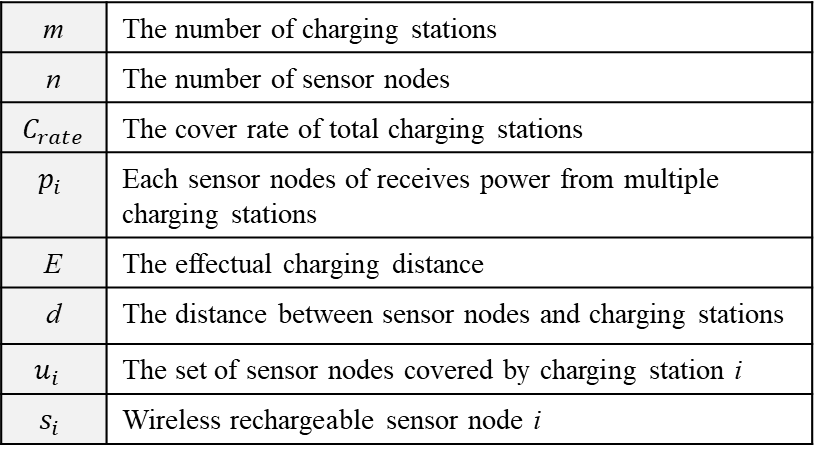 m The number of charging stations
n The number of sensor nodes
C_rate The cover rate of total charging stations
p_i Each sensor nodes of receives power from multiple
charging stations
E The effectual charging distance
d The distance between sensor nodes and charging stations
u_i The set of sensor nodes covered by charging station i
s_i Wireless rechargeable sensor node i